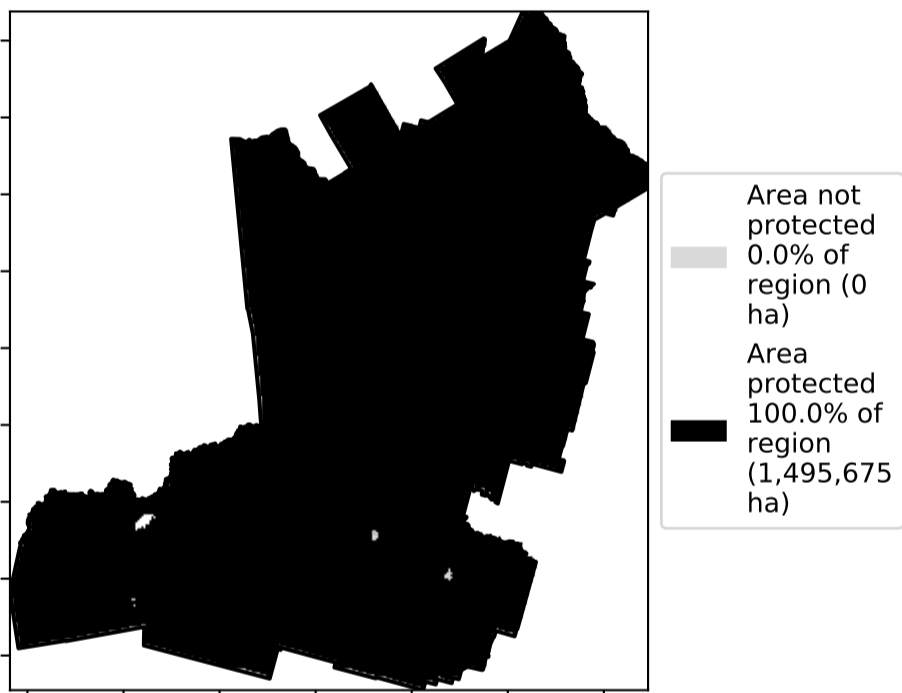 Area not
protected
0.0% of
region (0
ha)
Area
protected
100.0% of
region
(1,495,675
ha)